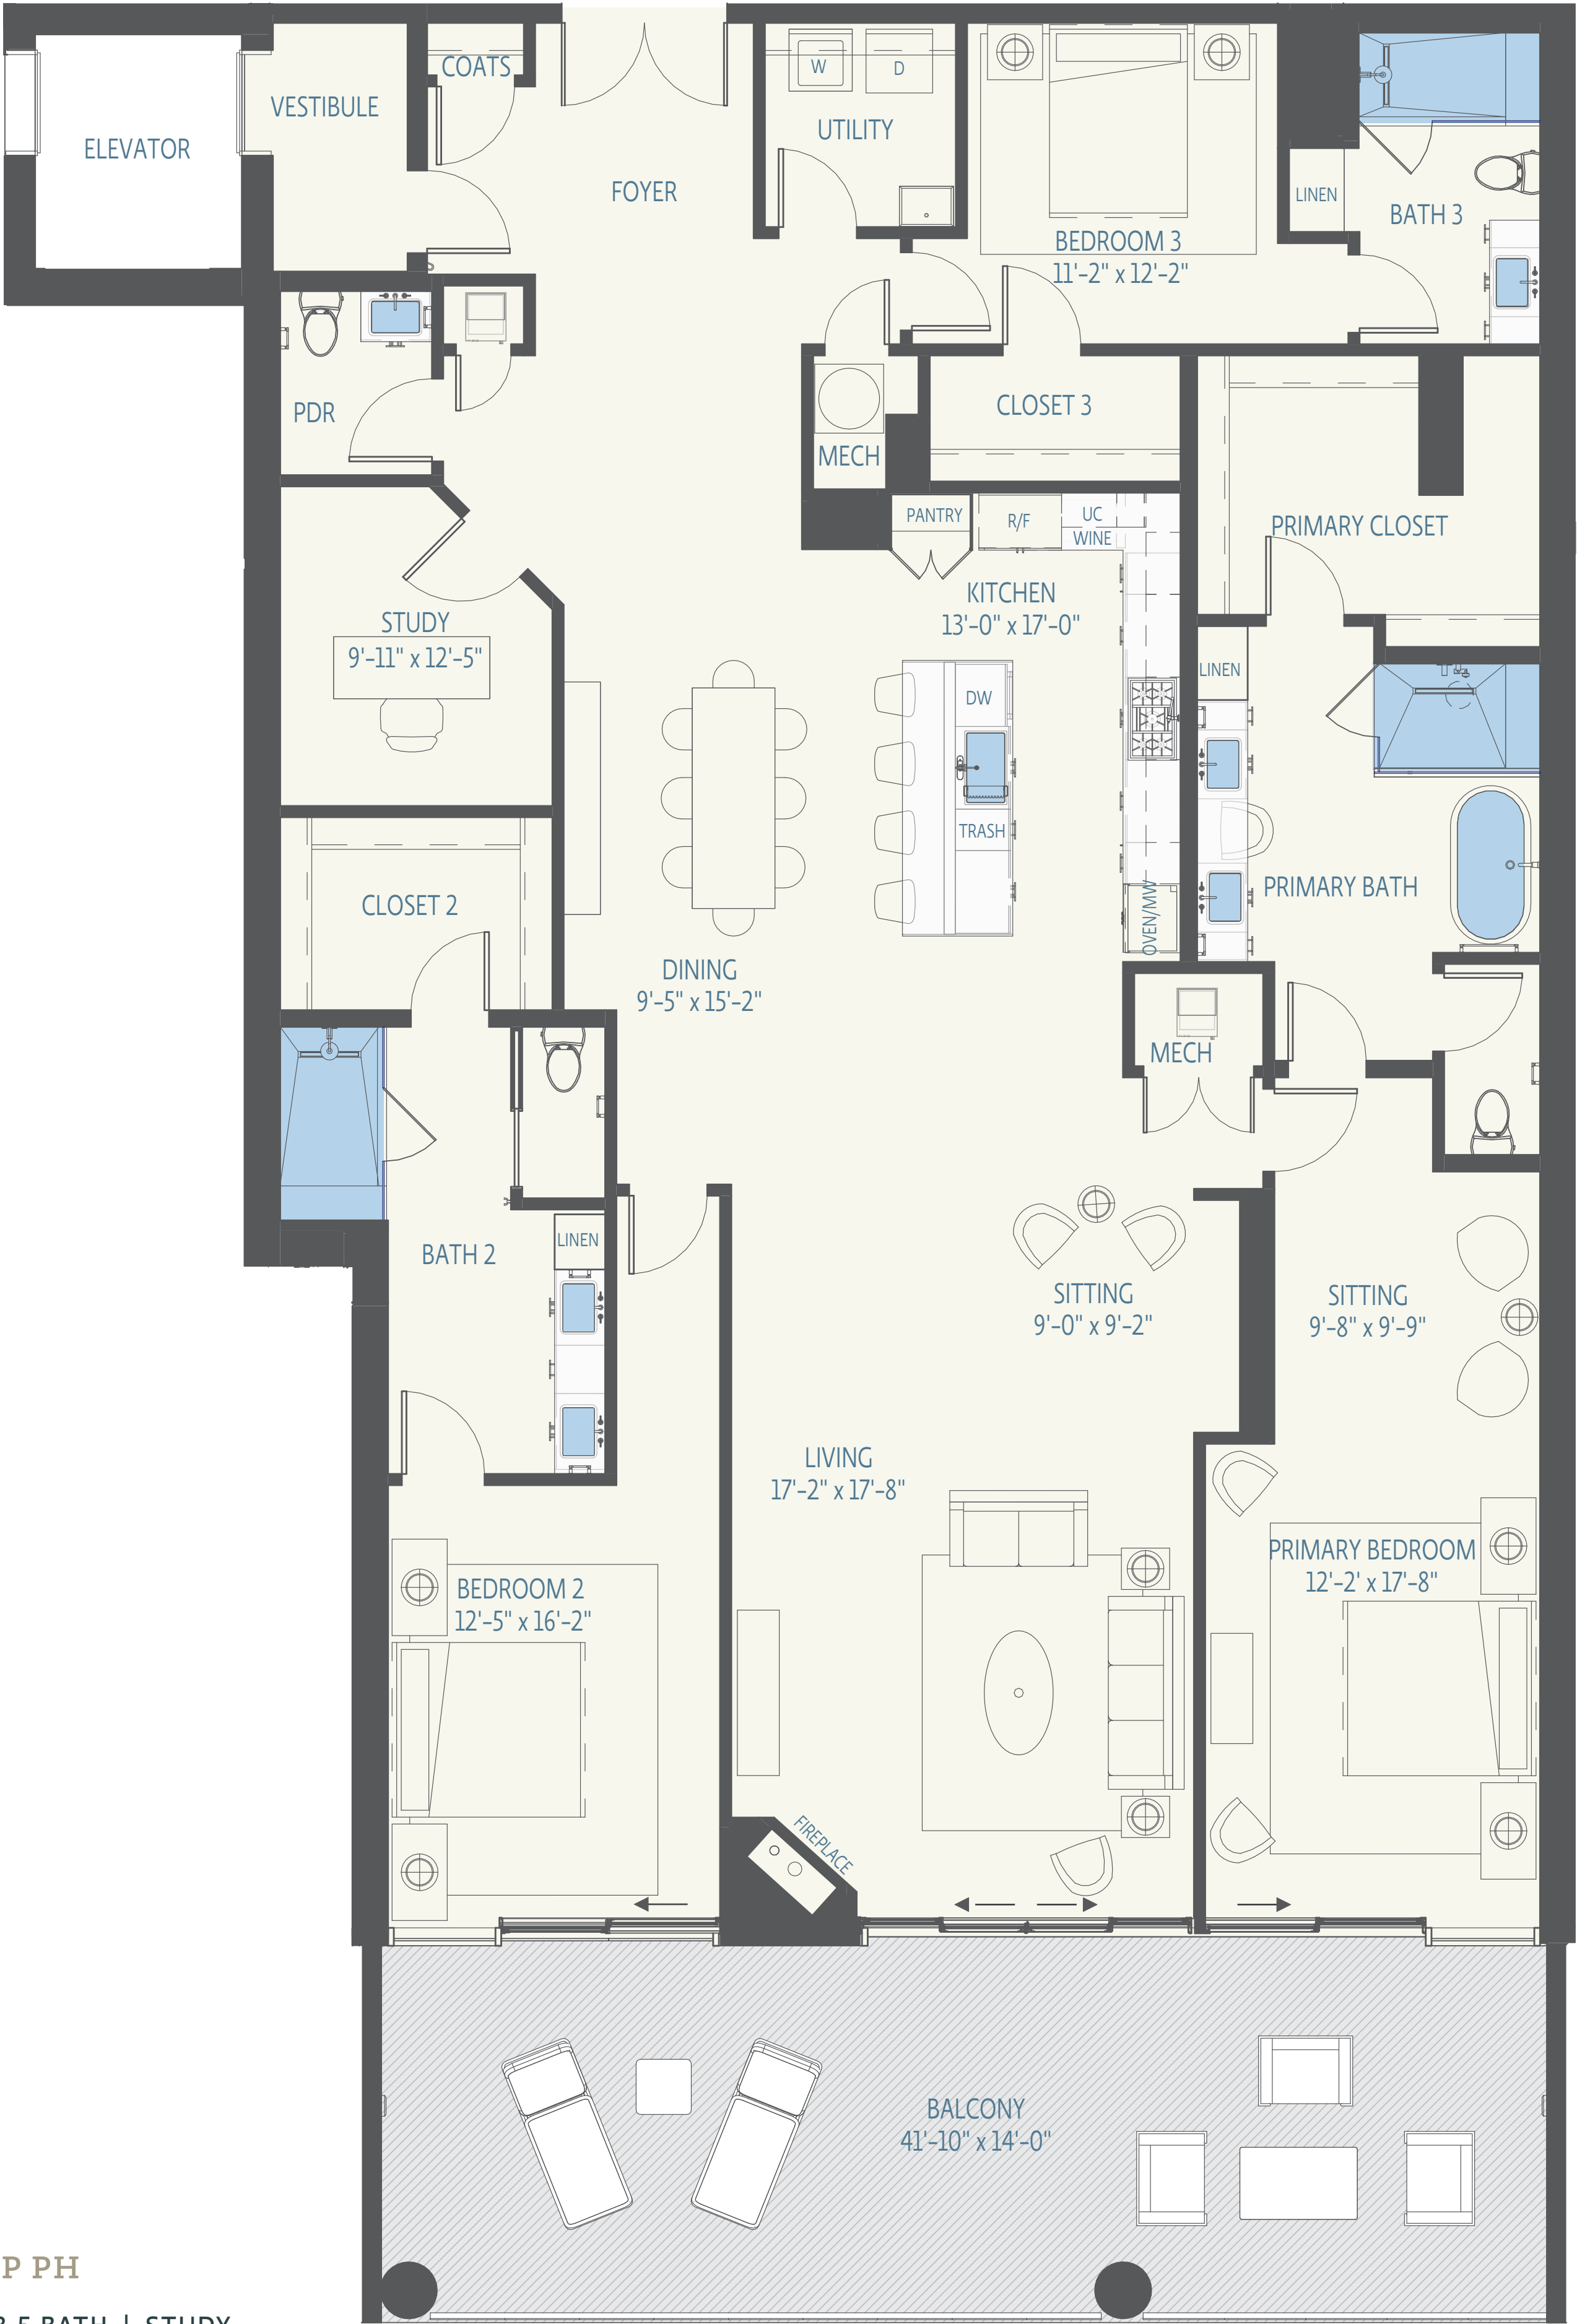 COATS
VESTIBULE
ELEVATOR
FOYER
W
D
UTILITY
LINEN
BATH 3
BEDROOM 3
11'-2" x 12'-2"
PDR
MECH
CLOSET 3
PANTRY
R/F
UC
WINE
PRIMARY CLOSET
KITCHEN
13'-0" x 17'-0"
STUDY
9'-11" x 12'-5"
LINEN
DW
TRASH
OVEN/MW
PRIMARY BATH
CLOSET 2
DINING
9'-5" x 15'-2"
MECH
BATH 2
LINEN
SITTING
9'-0" x 9'-2"
SITTING
9'-8" x 9'-9"
LIVING
17'-2" x 17'-8"
PRIMARY BEDROOM
12'-2' x 17'-8"
BEDROOM 2
12'-5" x 16'-2"
FIREPLACE
BALCONY
41'-10" x 14'-0"
P PH
5 BATH | STUDY